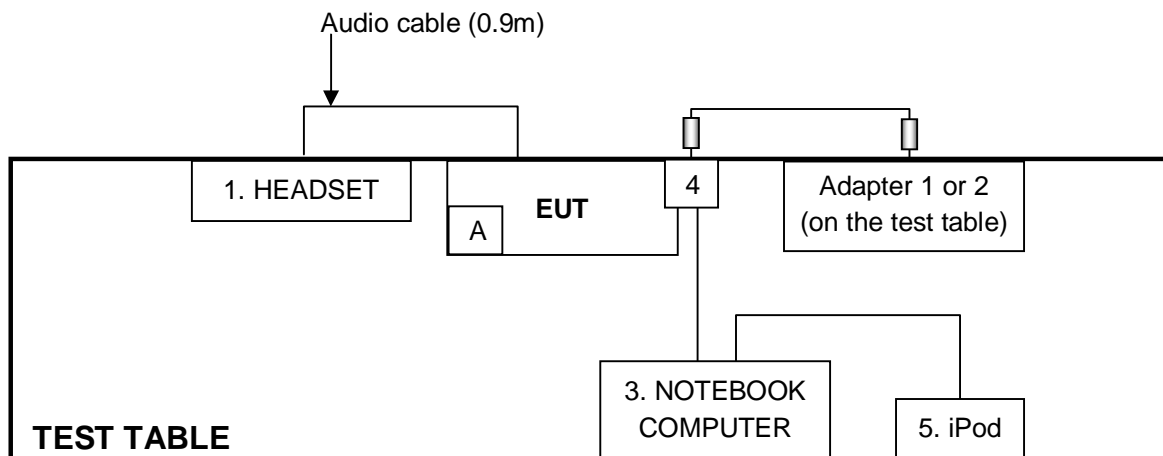 Audio cable (0.9m)
1. HEADSET
EUT
A
4
Adapter 1 or 2
(on the test table)
3. NOTEBOOK
COMPUTER
5. iPod
TEST TABLE